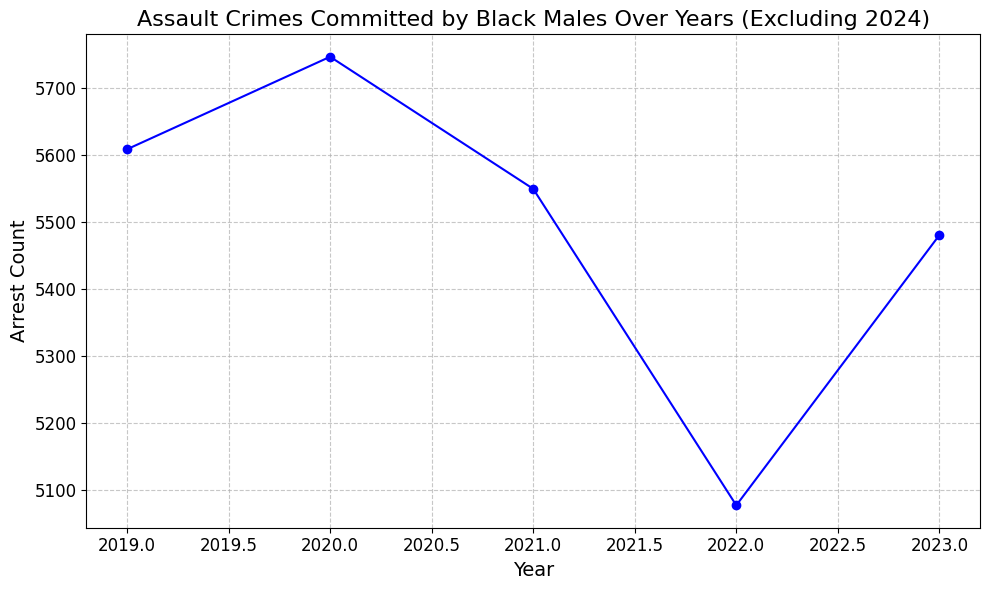 Assault Crimes Committed by Black Males Over Years (Excluding 2024)
5700
5600
5500
5400
5300
5200
5100
Arrest Count
2019.0 2019.5 2020.0 2020.5 2021.0 2021.5 2022.0 2022.5 2023.0
Year